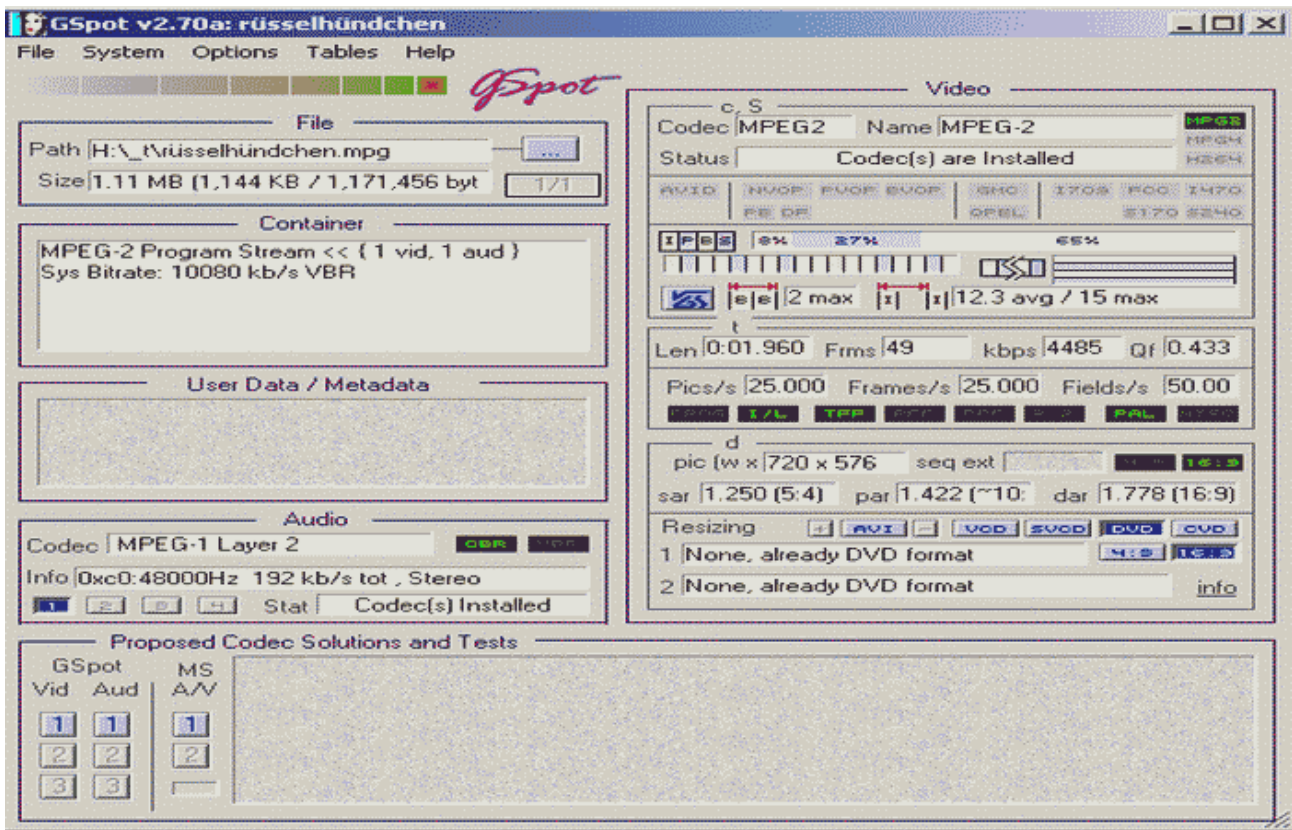 GSpot v2.70a: rüsselhündchen
File System Options Tables Help
GSpot
File
Path H:\_t\rüsselhündchen.mpg ...
Size 1.11 MB (1,144 KB / 1,171,456 byt 1/1
Container
MPEG-2 Program Stream << { 1 vid, 1 aud }
Sys Bitrate: 10080 kb/s VBR
User Data / Metadata
Audio
Codec MPEG-1 Layer 2 CBR VBR
Info 0xc0:48000Hz 192 kb/s tot , Stereo
1 2 3 4 Stat Codec(s) Installed
Video
c, S
Codec MPEG2 Name MPEG-2 MPG2
MPG4
Status Codec(s) are Installed H264
AVID NVOP PVOP BVOP GMC I709 FCC I470
PB DF QPEL S170 S240
I P B S 8% 27% 65%
e e 2 max I I 12.3 avg / 15 max
t
Len 0:01.960 Frms 49 kbps 4485 Qf 0.433
Pics/s 25.000 Frames/s 25.000 Fields/s 50.00
PROG I/L TFF PAL NTSC
d
pic (w x 720 x 576 seq ext 16:9
sar 1.250 (5:4) par 1.422 (~10: dar 1.778 (16:9)
Resizing + AVI - VCD SVCD DVD CVD
1 None, already DVD format 4:3 16:9
2 None, already DVD format info
Proposed Codec Solutions and Tests
GSpot MS
Vid Aud A/V
1 1 1
2 2 2
3 3